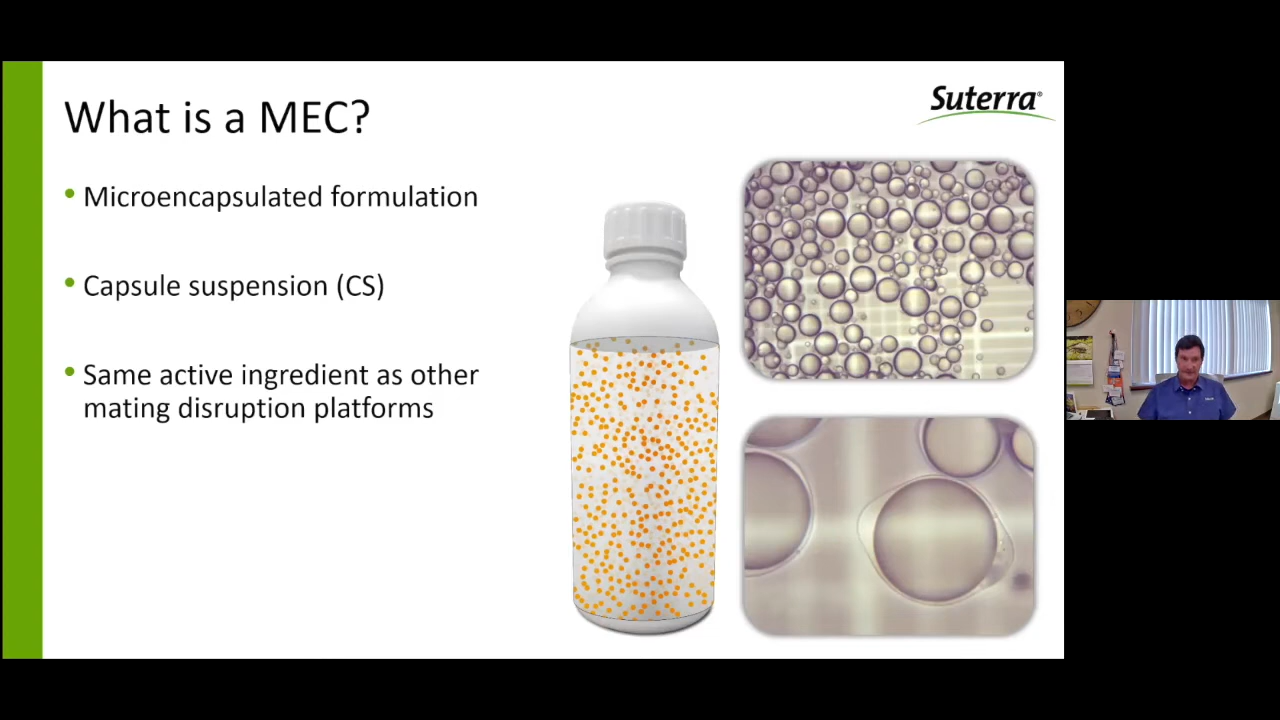 What is a MEC?
Suterra®
• Microencapsulated formulation
• Capsule suspension (CS)
• Same active ingredient as other
mating disruption platforms